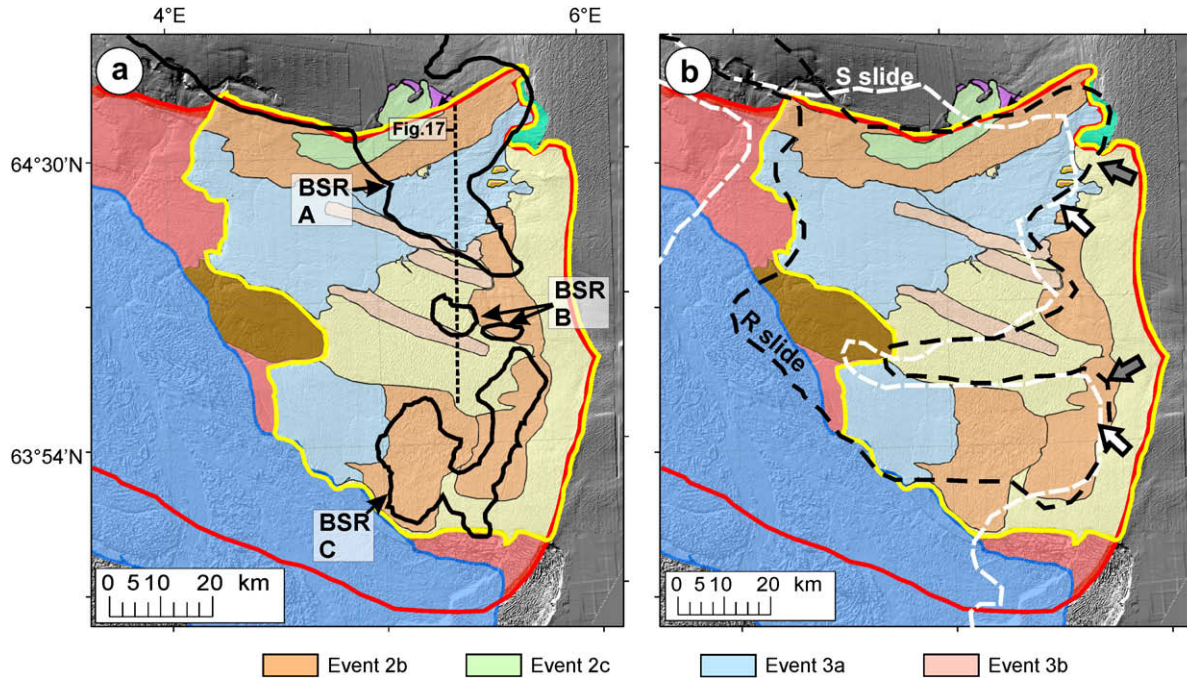 4°E
6°E
a
b
S slide
Fig.17
64°30'N
BSR
A
BSR
B
R slide
63°54'N
BSR
C
0 5 10 20 km
0 5 10 20 km
Event 2b
Event 2c
Event 3a
Event 3b